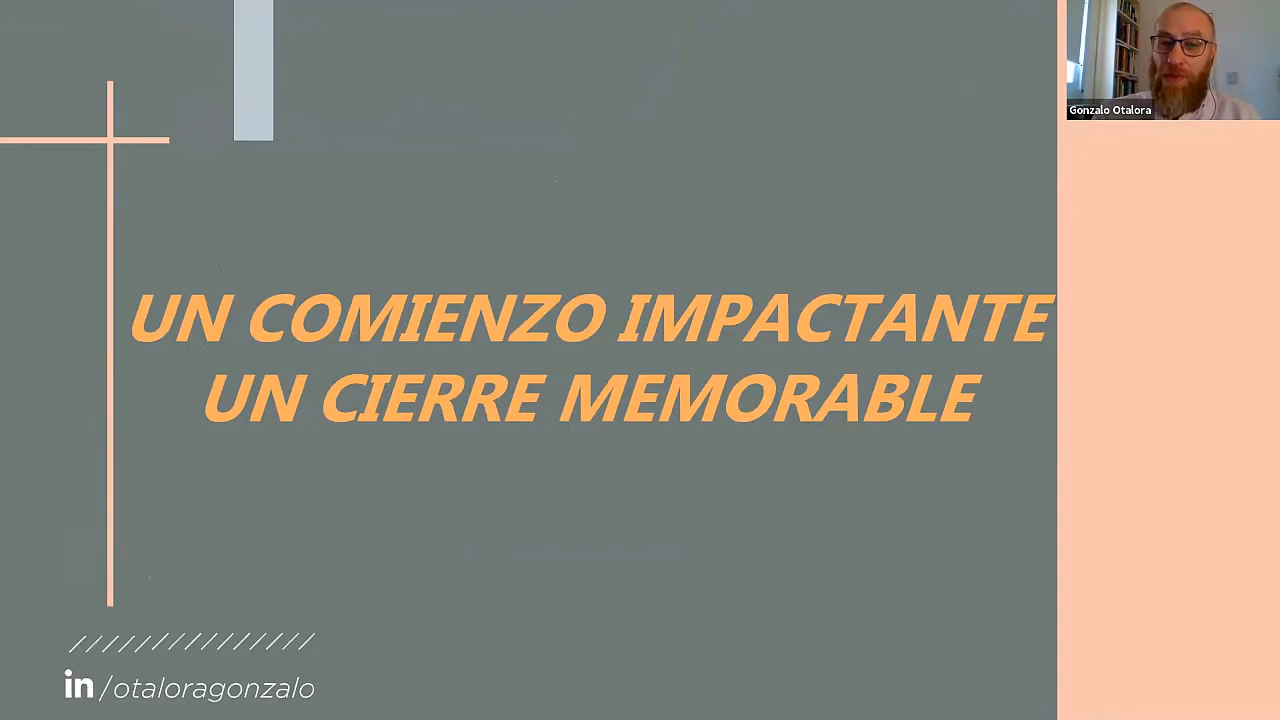 Gonzalo Otalora
UN COMIENZO IMPACTANTE
UN CIERRE MEMORABLE
in/otaloragonzalo